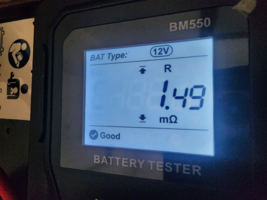 BM550
BAT Type: 12V
R
1.49
mΩ
Good
BATTERY TESTER